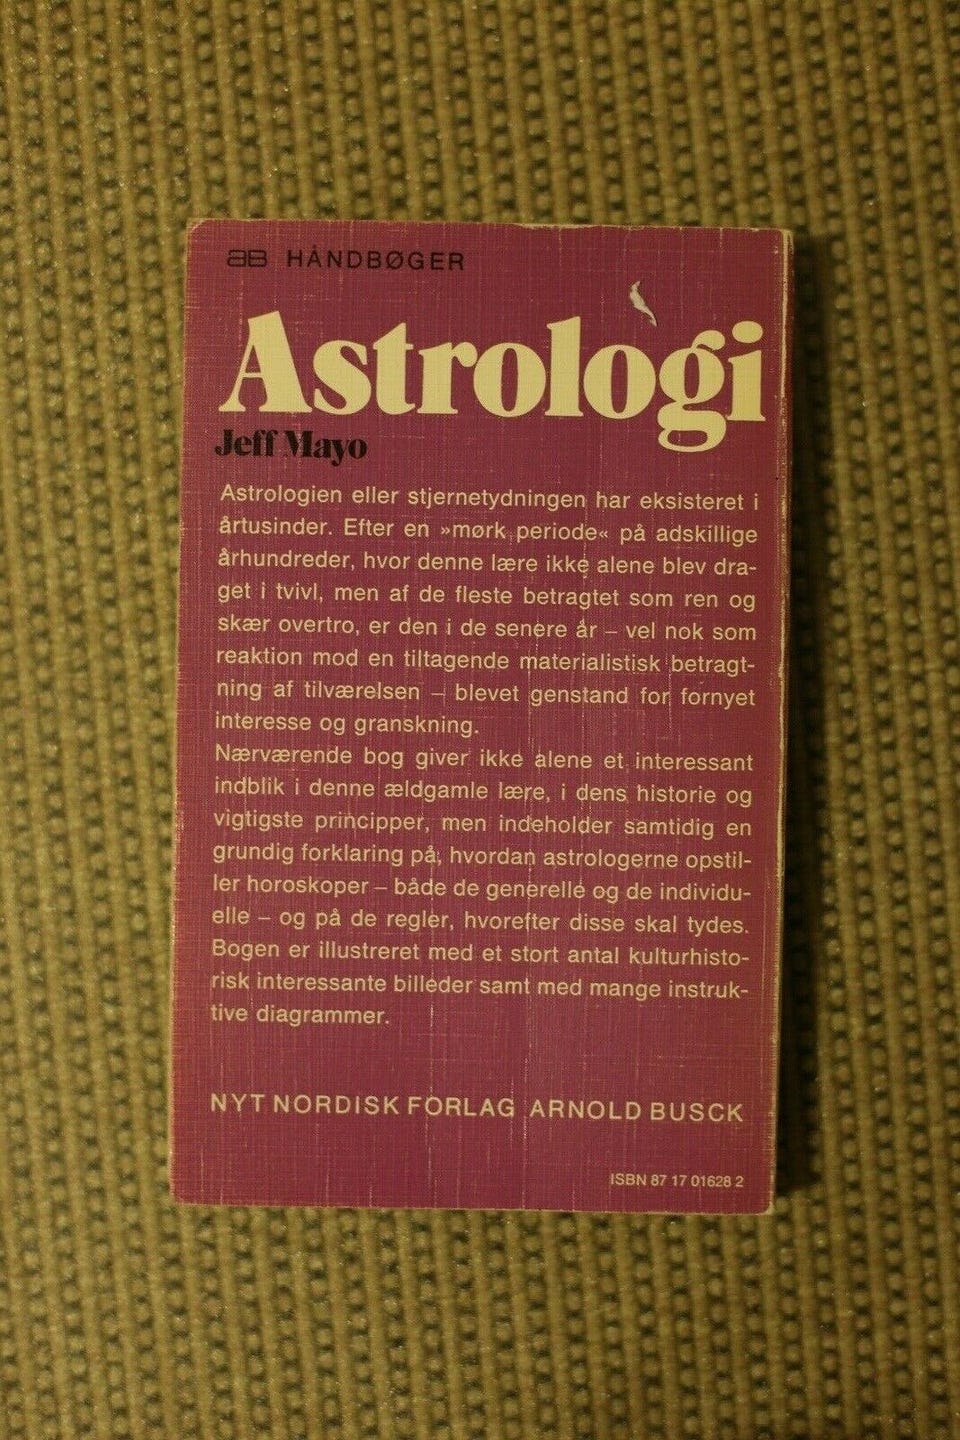 AB HÅNDBØGER
Astrologi
Jeff Mayo
Astrologien eller stjernetydningen har eksisteret i
årtusinder. Efter en »mørk periode« på adskillige
århundreder, hvor denne lære ikke alene blev dra-
get i tvivl, men af de fleste betragtet som ren og
skær overtro, er den i de senere år – vel nok som
reaktion mod en tiltagende materialistisk betragt-
ning af tilværelsen – blevet genstand for fornyet
interesse og granskning.
Nærværende bog giver ikke alene et interessant
indblik i denne ældgamle lære, i dens historie og
vigtigste principper, men indeholder samtidig en
grundig forklaring på, hvordan astrologerne opstil-
ler horoskoper – både de generelle og de individu-
elle – og på de regler, hvorefter disse skal tydes.
Bogen er illustreret med et stort antal kulturhisto-
risk interessante billeder samt med mange instruk-
tive diagrammer.
NYT NORDISK FORLAG ARNOLD BUSCK
ISBN 87 17 01628 2